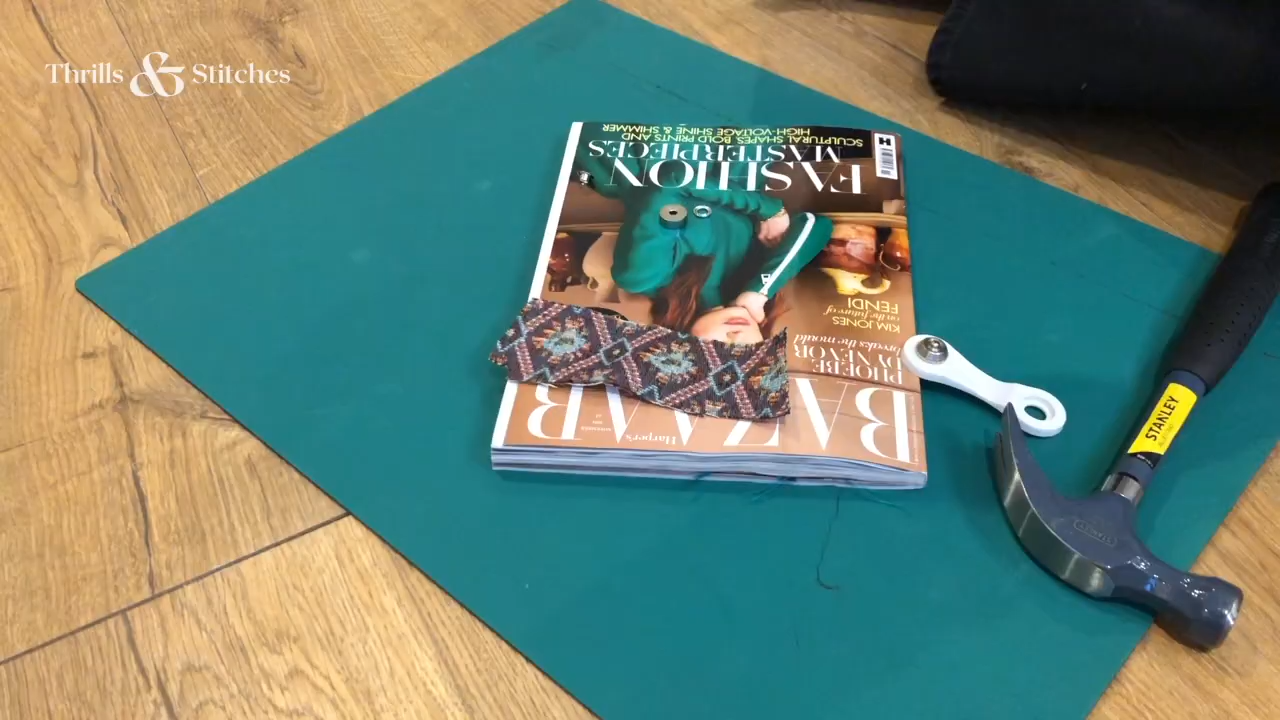 Thrills & Stitches
SCULPTURAL SHAPES, BOLD PRINTS AND
HIGH-VOLTAGE SHINE & SHIMMER
FASHION
MASTERPIECES
KIM JONES
on the future of
FENDI
PHOEBE
DYNEVOR
breaks the mould
Harper's
BAZAAR
H
STANLEY
STANLEY